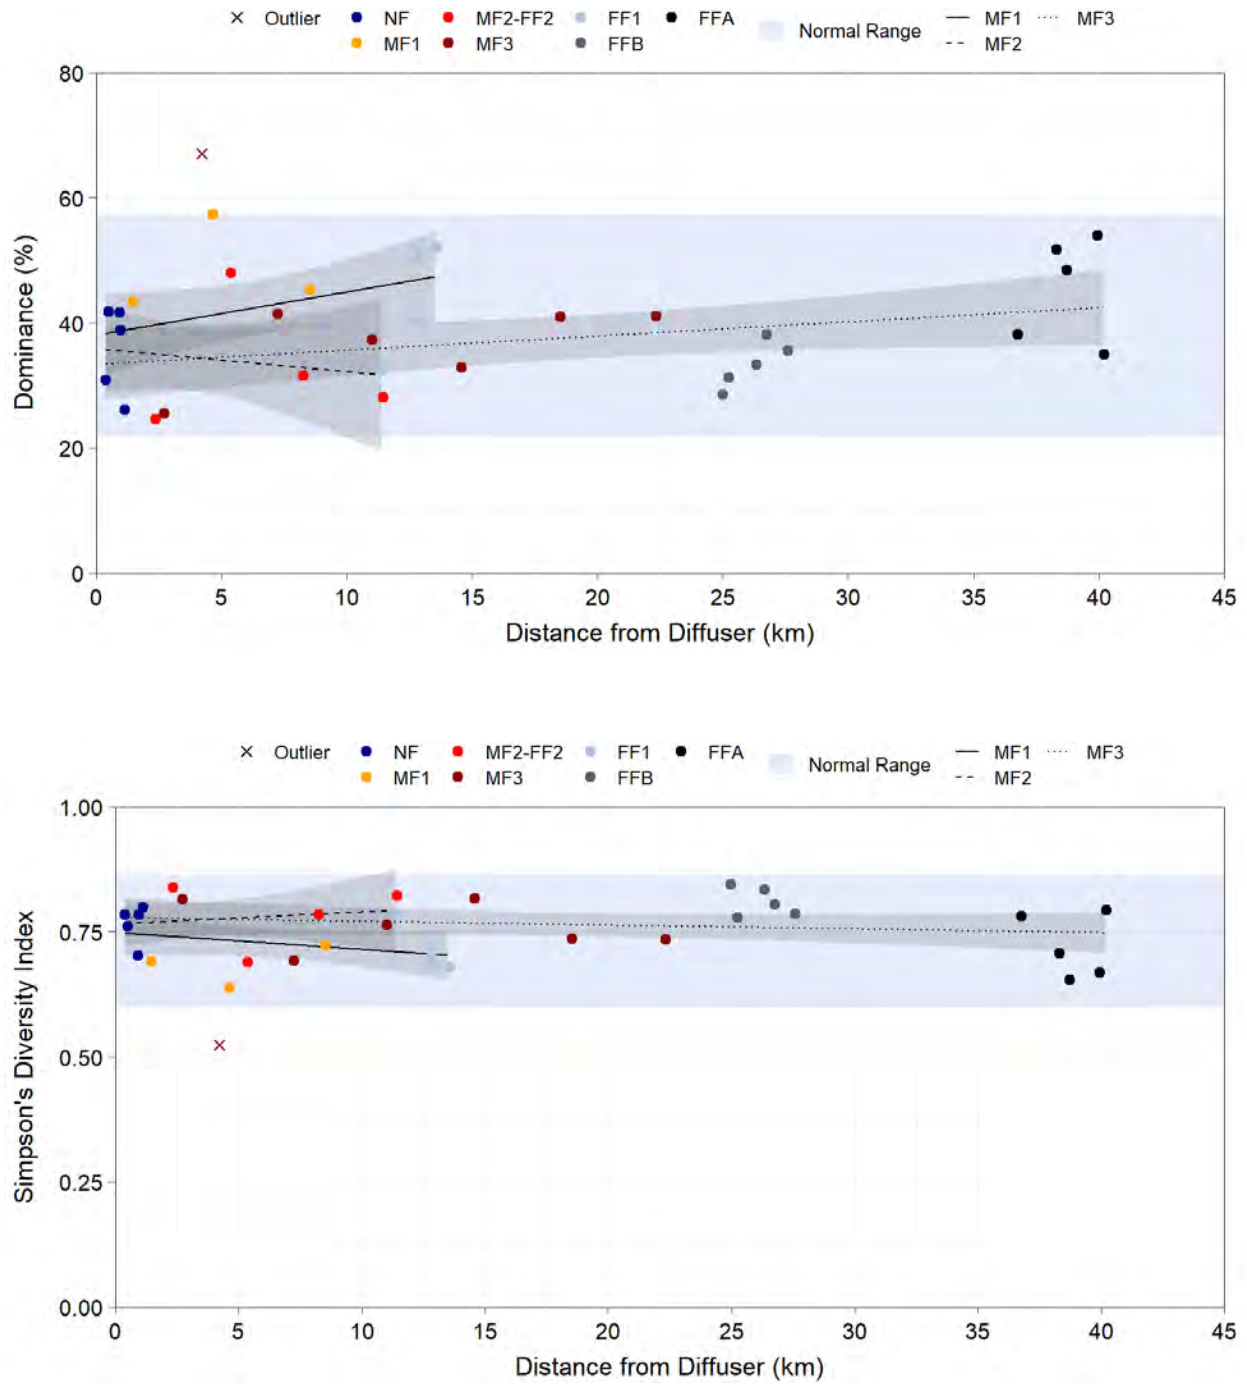 × Outlier NF MF2-FF2 FF1 FFA Normal Range MF1 MF3
MF1 MF3 FFB MF2
80
60
40
20
0
Dominance (%)
0 5 10 15 20 25 30 35 40 45
Distance from Diffuser (km)
× Outlier NF MF2-FF2 FF1 FFA Normal Range MF1 MF3
MF1 MF3 FFB MF2
1.00
0.75
0.50
0.25
0.00
Simpson's Diversity Index
0 5 10 15 20 25 30 35 40 45
Distance from Diffuser (km)